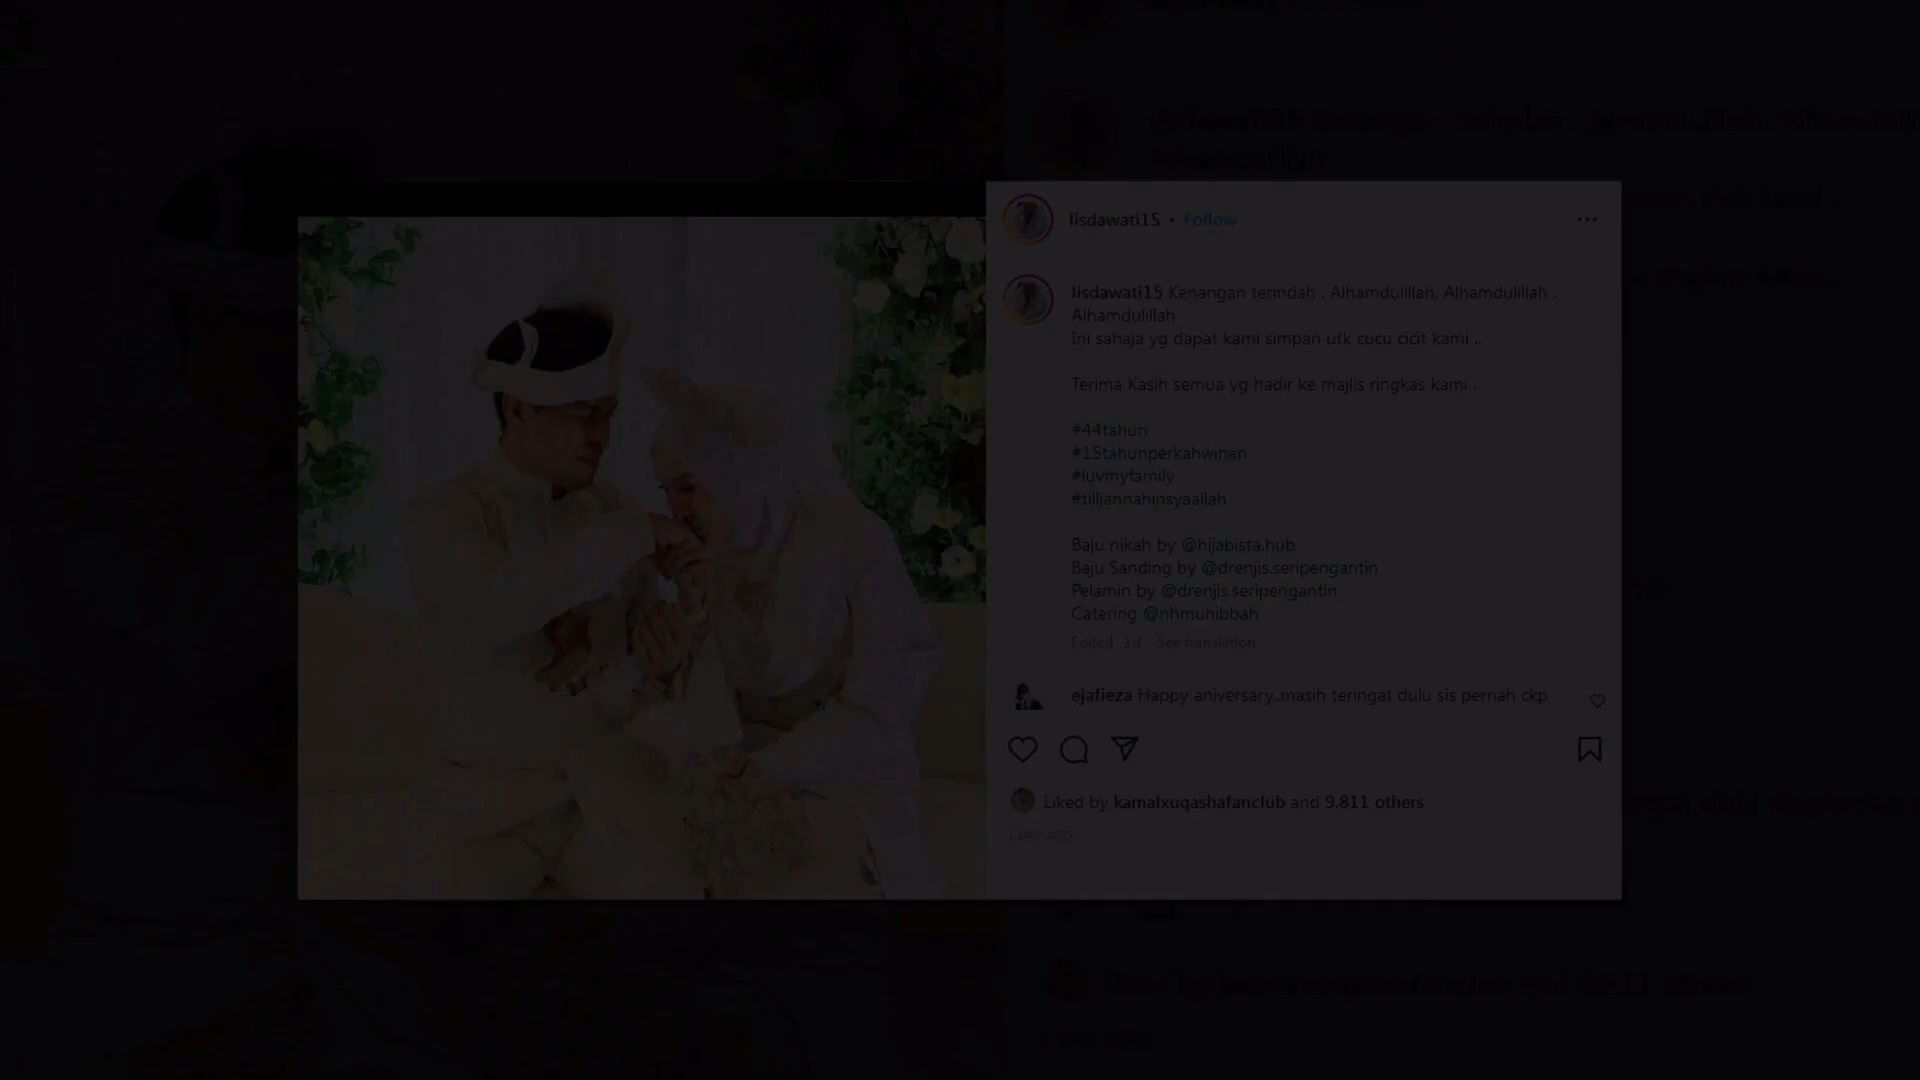 lisdawati15 • Follow
lisdawati15 Kenangan terindah . Alhamdulillah, Alhamdulillah .
Alhamdulillah
Ini sahaja yg dapat kami simpan utk cucu cicit kami ..
Terima Kasih semua yg hadir ke majlis ringkas kami .
#44tahun
#15tahunperkahwinan
#luvmyfamily
#tilljannahinsyaallah
Baju nikah by @hijabista.hub
Baju Sanding by @drenjis.seripengantin
Pelamin by @drenjis.seripengantin
Catering @nhmuhibbah
Edited 1d See translation
ejafieza Happy aniversary..masih teringat dulu sis pernah ckp
Liked by kamalxuqashafanclub and 9,811 others
1 DAY AGO